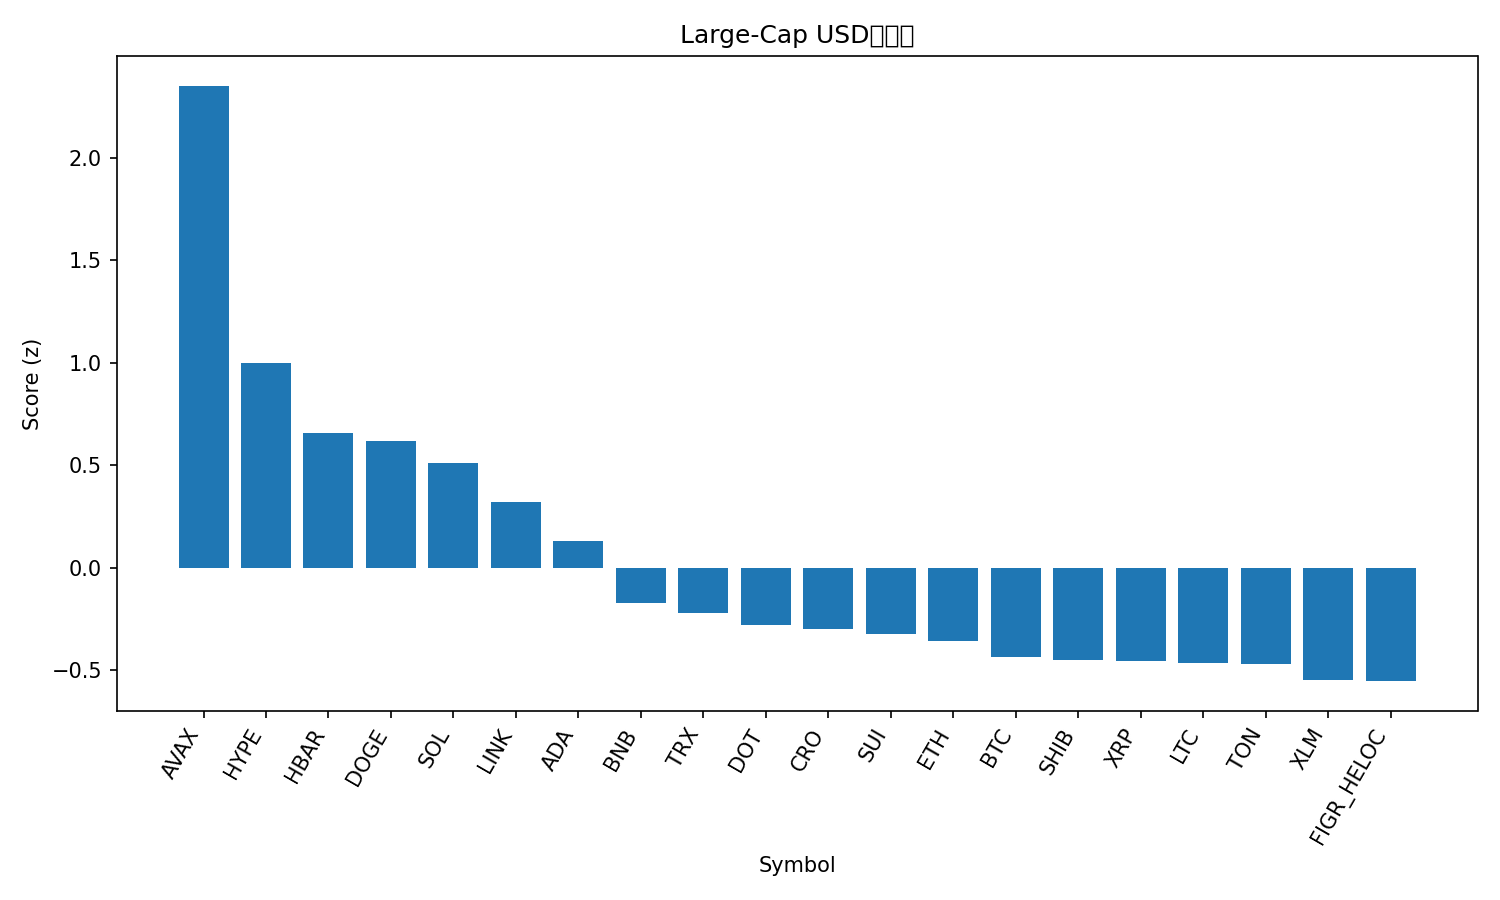 Large-Cap USD
Score (z)
2.0
1.5
1.0
0.5
0.0
−0.5
AVAX
HYPE
HBAR
DOGE
SOL
LINK
ADA
BNB
TRX
DOT
CRO
SUI
ETH
BTC
SHIB
XRP
LTC
TON
XLM
FIGR_HELOC
Symbol